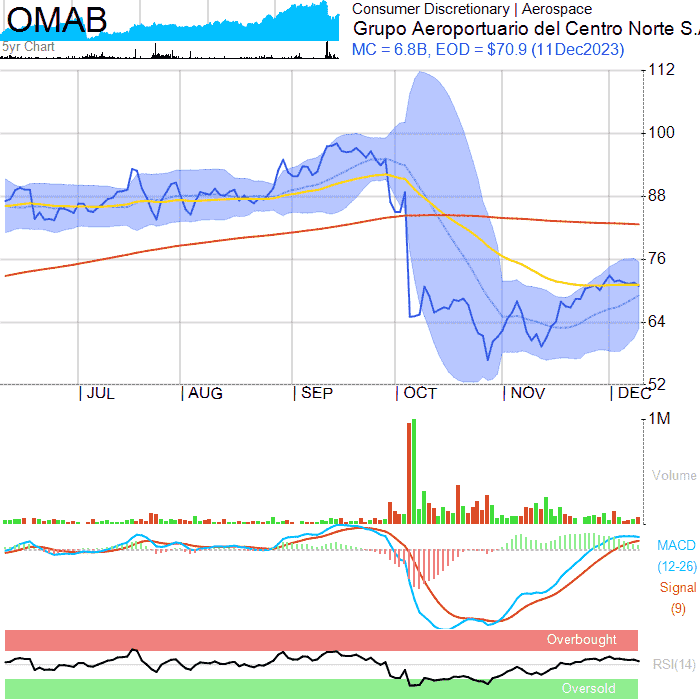 OMAB
5yr Chart
Consumer Discretionary | Aerospace
Grupo Aeroportuario del Centro Norte S.A
MC = 6.8B, EOD = $70.9 (11Dec2023)
112
100
88
76
64
52
JUL
AUG
SEP
OCT
NOV
DEC
1M
Volume
MACD
(12-26)
Signal
(9)
Overbought
RSI(14)
Oversold